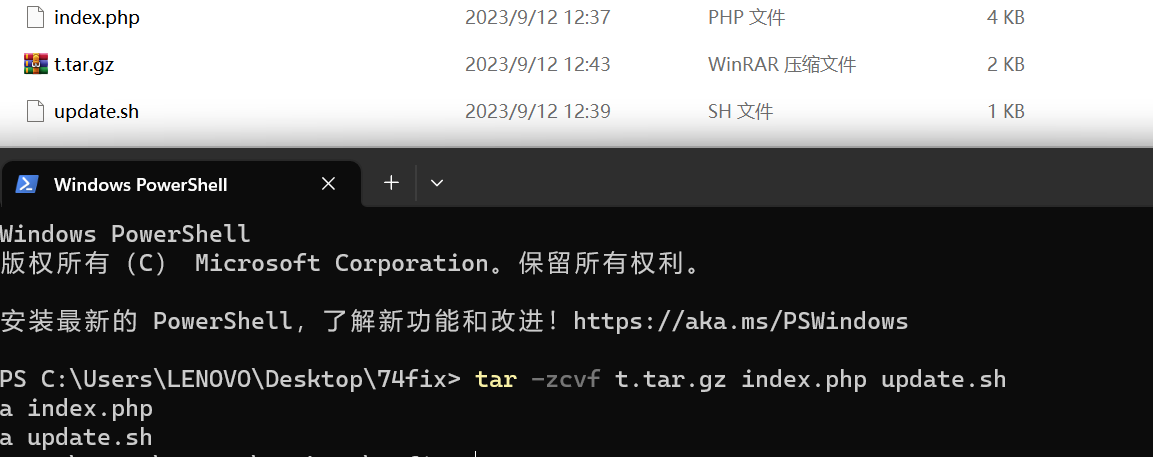 index.php 2023/9/12 12:37 PHP 文件 4 KB
t.tar.gz 2023/9/12 12:43 WinRAR 压缩文件 2 KB
update.sh 2023/9/12 12:39 SH 文件 1 KB
Windows PowerShell
Windows PowerShell
版权所有（C） Microsoft Corporation。保留所有权利。
安装最新的 PowerShell，了解新功能和改进！https://aka.ms/PSWindows
PS C:\Users\LENOVO\Desktop\74fix> tar -zcvf t.tar.gz index.php update.sh
a index.php
a update.sh